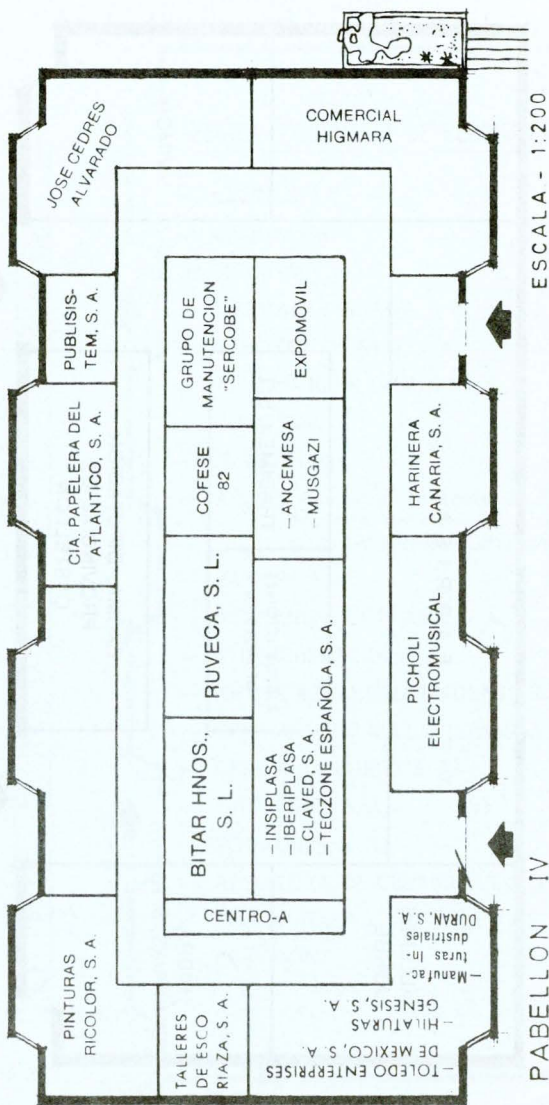 JOSE CEDRES
ALVARADO
COMERCIAL
HIGMARA
PUBLISIS-
TEM, S. A.
GRUPO DE
MANUTENCION
"SERCOBE"
EXPOMOVIL
CIA. PAPELERA DEL
ATLANTICO, S. A.
COFESE
82
–ANCEMESA
–MUSGAZI
HARINERA
CANARIA, S. A.
RUVECA, S. L.
PICHOLI
ELECTROMUSICAL
BITAR HNOS.,
S. L.
–INSIPLASA
–IBERIPLASA
–CLAVED, S. A.
–TECZONE ESPAÑOLA, S. A.
CENTRO-A
PINTURAS
RICOLOR, S. A.
TALLERES
DE ESCO
RIAZA, S. A.
–TOLEDO ENTERPRISES
DE MEXICO, S. A.
–HILATURAS
GENESIS, S. A.
–Manufac-
turas In-
dustriales
DURAN, S. A.
PABELLON IV
ESCALA.- 1:200